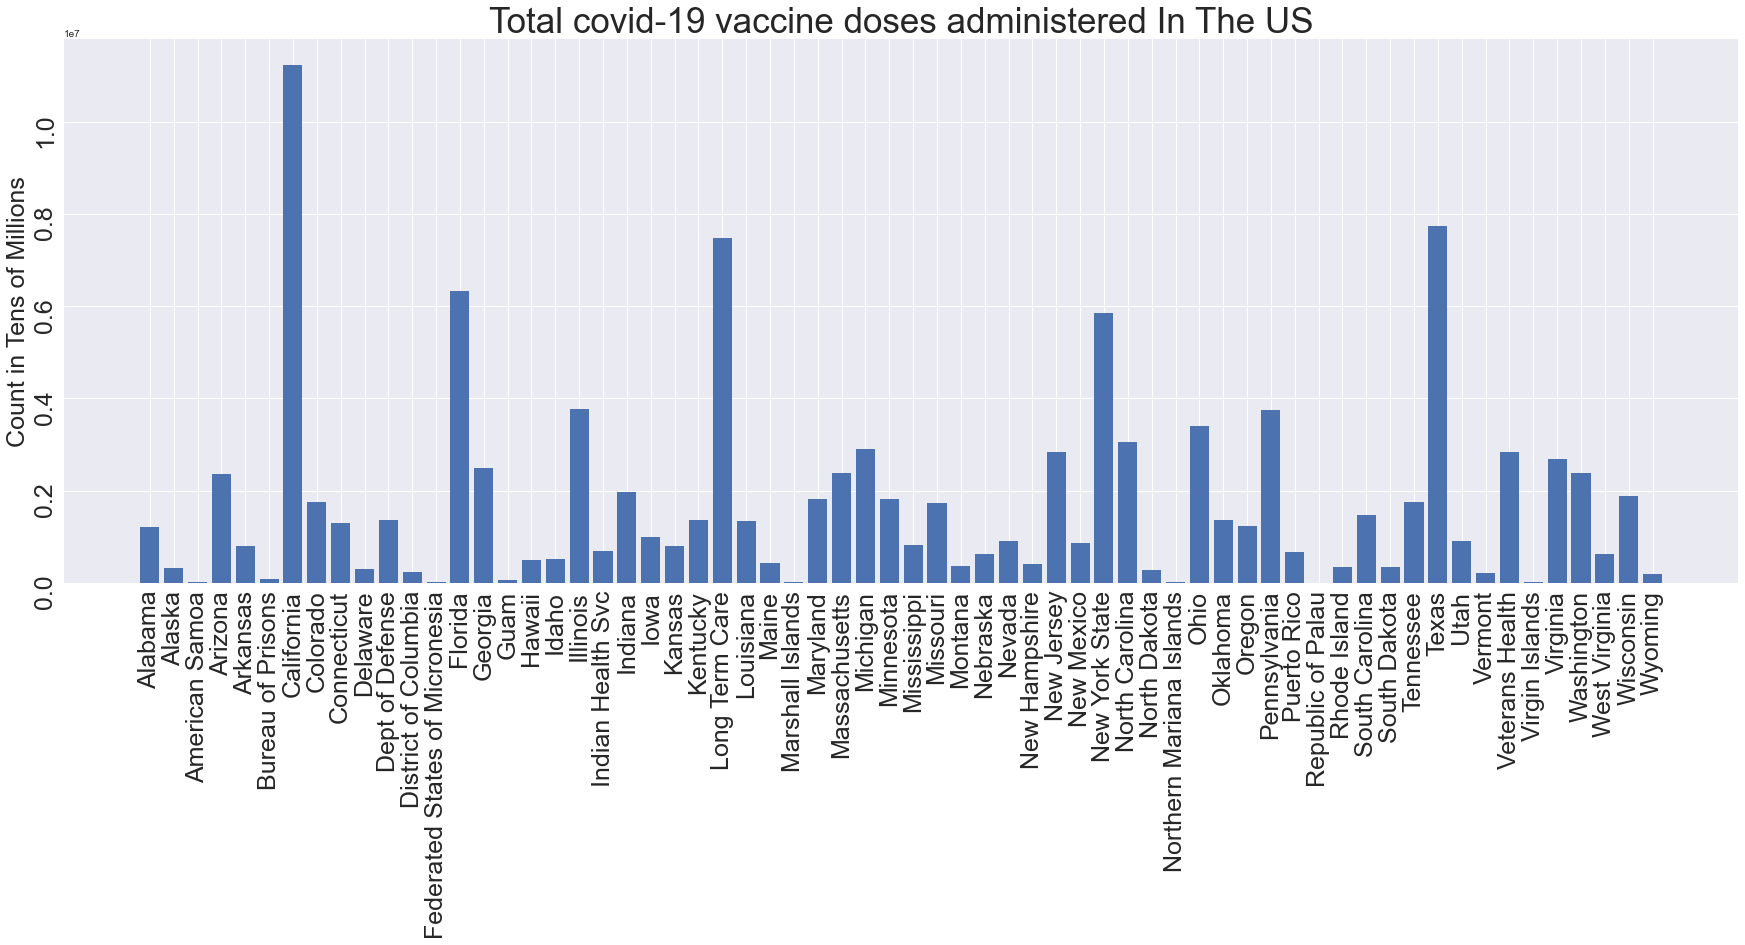 Total covid-19 vaccine doses administered In The US
1e7
Count in Tens of Millions
1.0
0.8
0.6
0.4
0.2
0.0
Alabama
Alaska
American Samoa
Arizona
Arkansas
Bureau of Prisons
California
Colorado
Connecticut
Delaware
Dept of Defense
District of Columbia
Federated States of Micronesia
Florida
Georgia
Guam
Hawaii
Idaho
Illinois
Indian Health Svc
Indiana
Iowa
Kansas
Kentucky
Long Term Care
Louisiana
Maine
Marshall Islands
Maryland
Massachusetts
Michigan
Minnesota
Mississippi
Missouri
Montana
Nebraska
Nevada
New Hampshire
New Jersey
New Mexico
New York State
North Carolina
North Dakota
Northern Mariana Islands
Ohio
Oklahoma
Oregon
Pennsylvania
Puerto Rico
Republic of Palau
Rhode Island
South Carolina
South Dakota
Tennessee
Texas
Utah
Vermont
Veterans Health
Virgin Islands
Virginia
Washington
West Virginia
Wisconsin
Wyoming